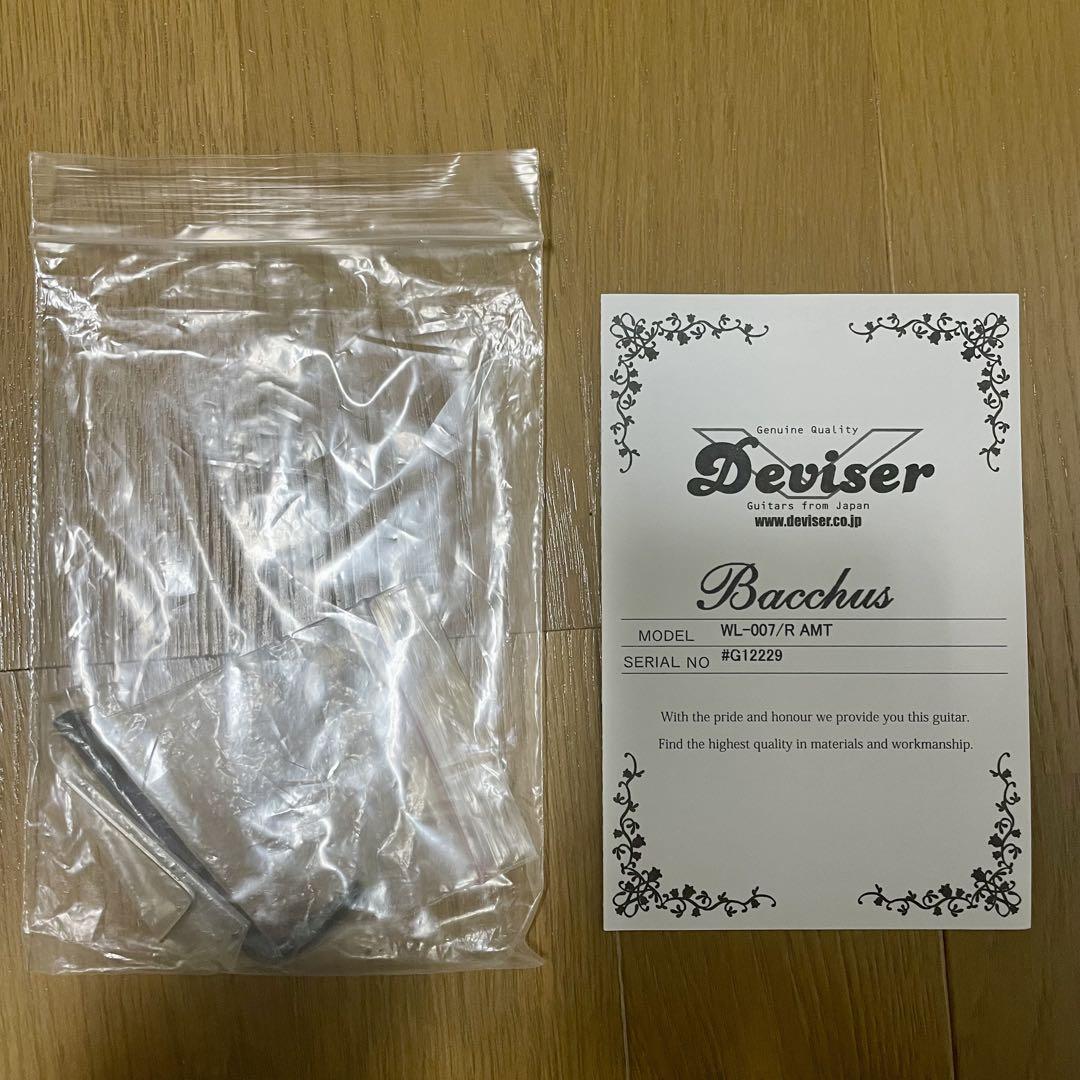 Genuine Quality
Deviser
Guitars from Japan
www.deviser.co.jp
Bacchus
MODEL WL-007/R AMT
SERIAL NO #G12229
With the pride and honour we provide you this guitar.
Find the highest quality in materials and workmanship.